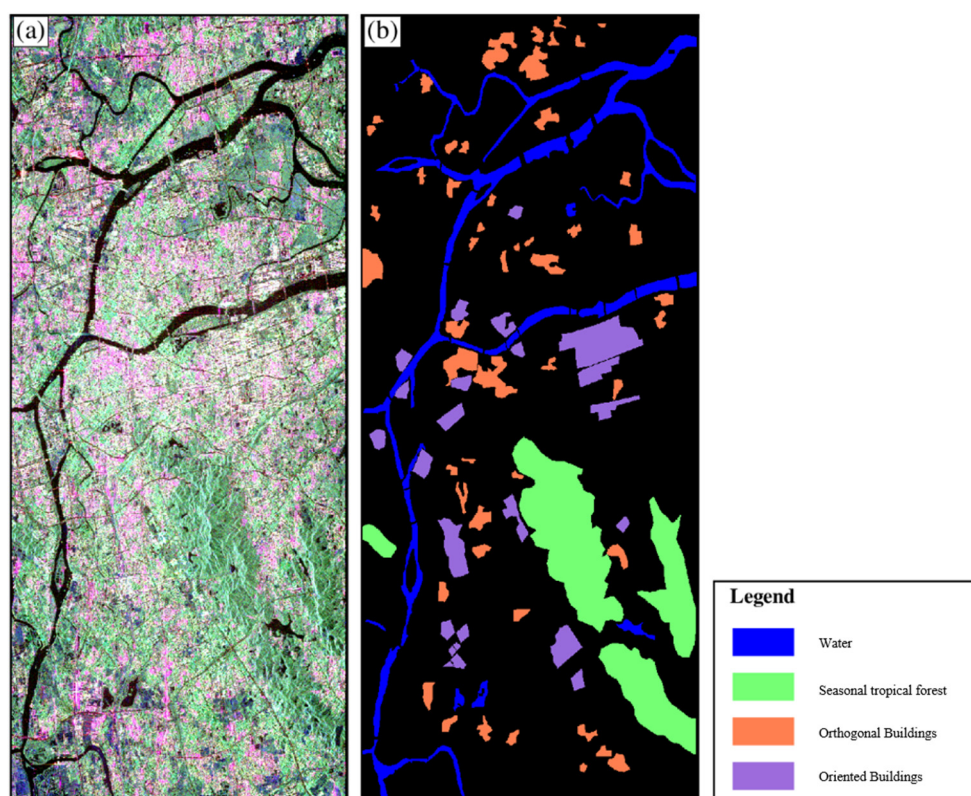 (a)
(b)
Legend
Water
Seasonal tropical forest
Orthogonal Buildings
Oriented Buildings